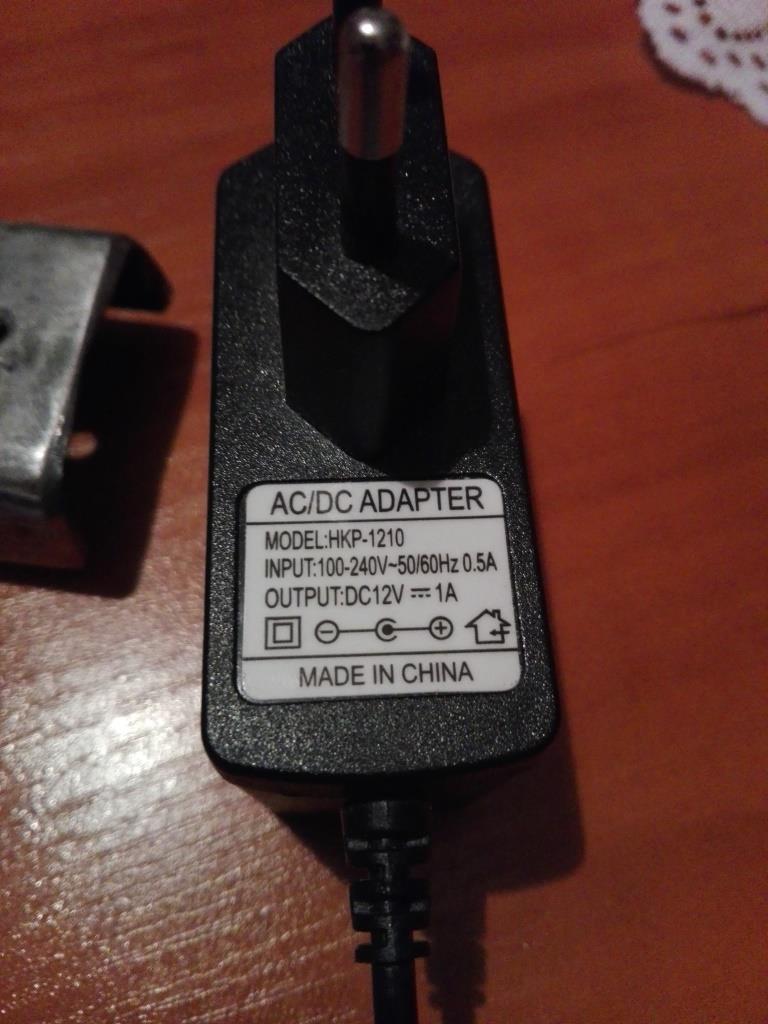 AC/DC ADAPTER
MODEL:HKP-1210
INPUT:100-240V~50/60Hz 0.5A
OUTPUT:DC12V ⎓ 1A
MADE IN CHINA